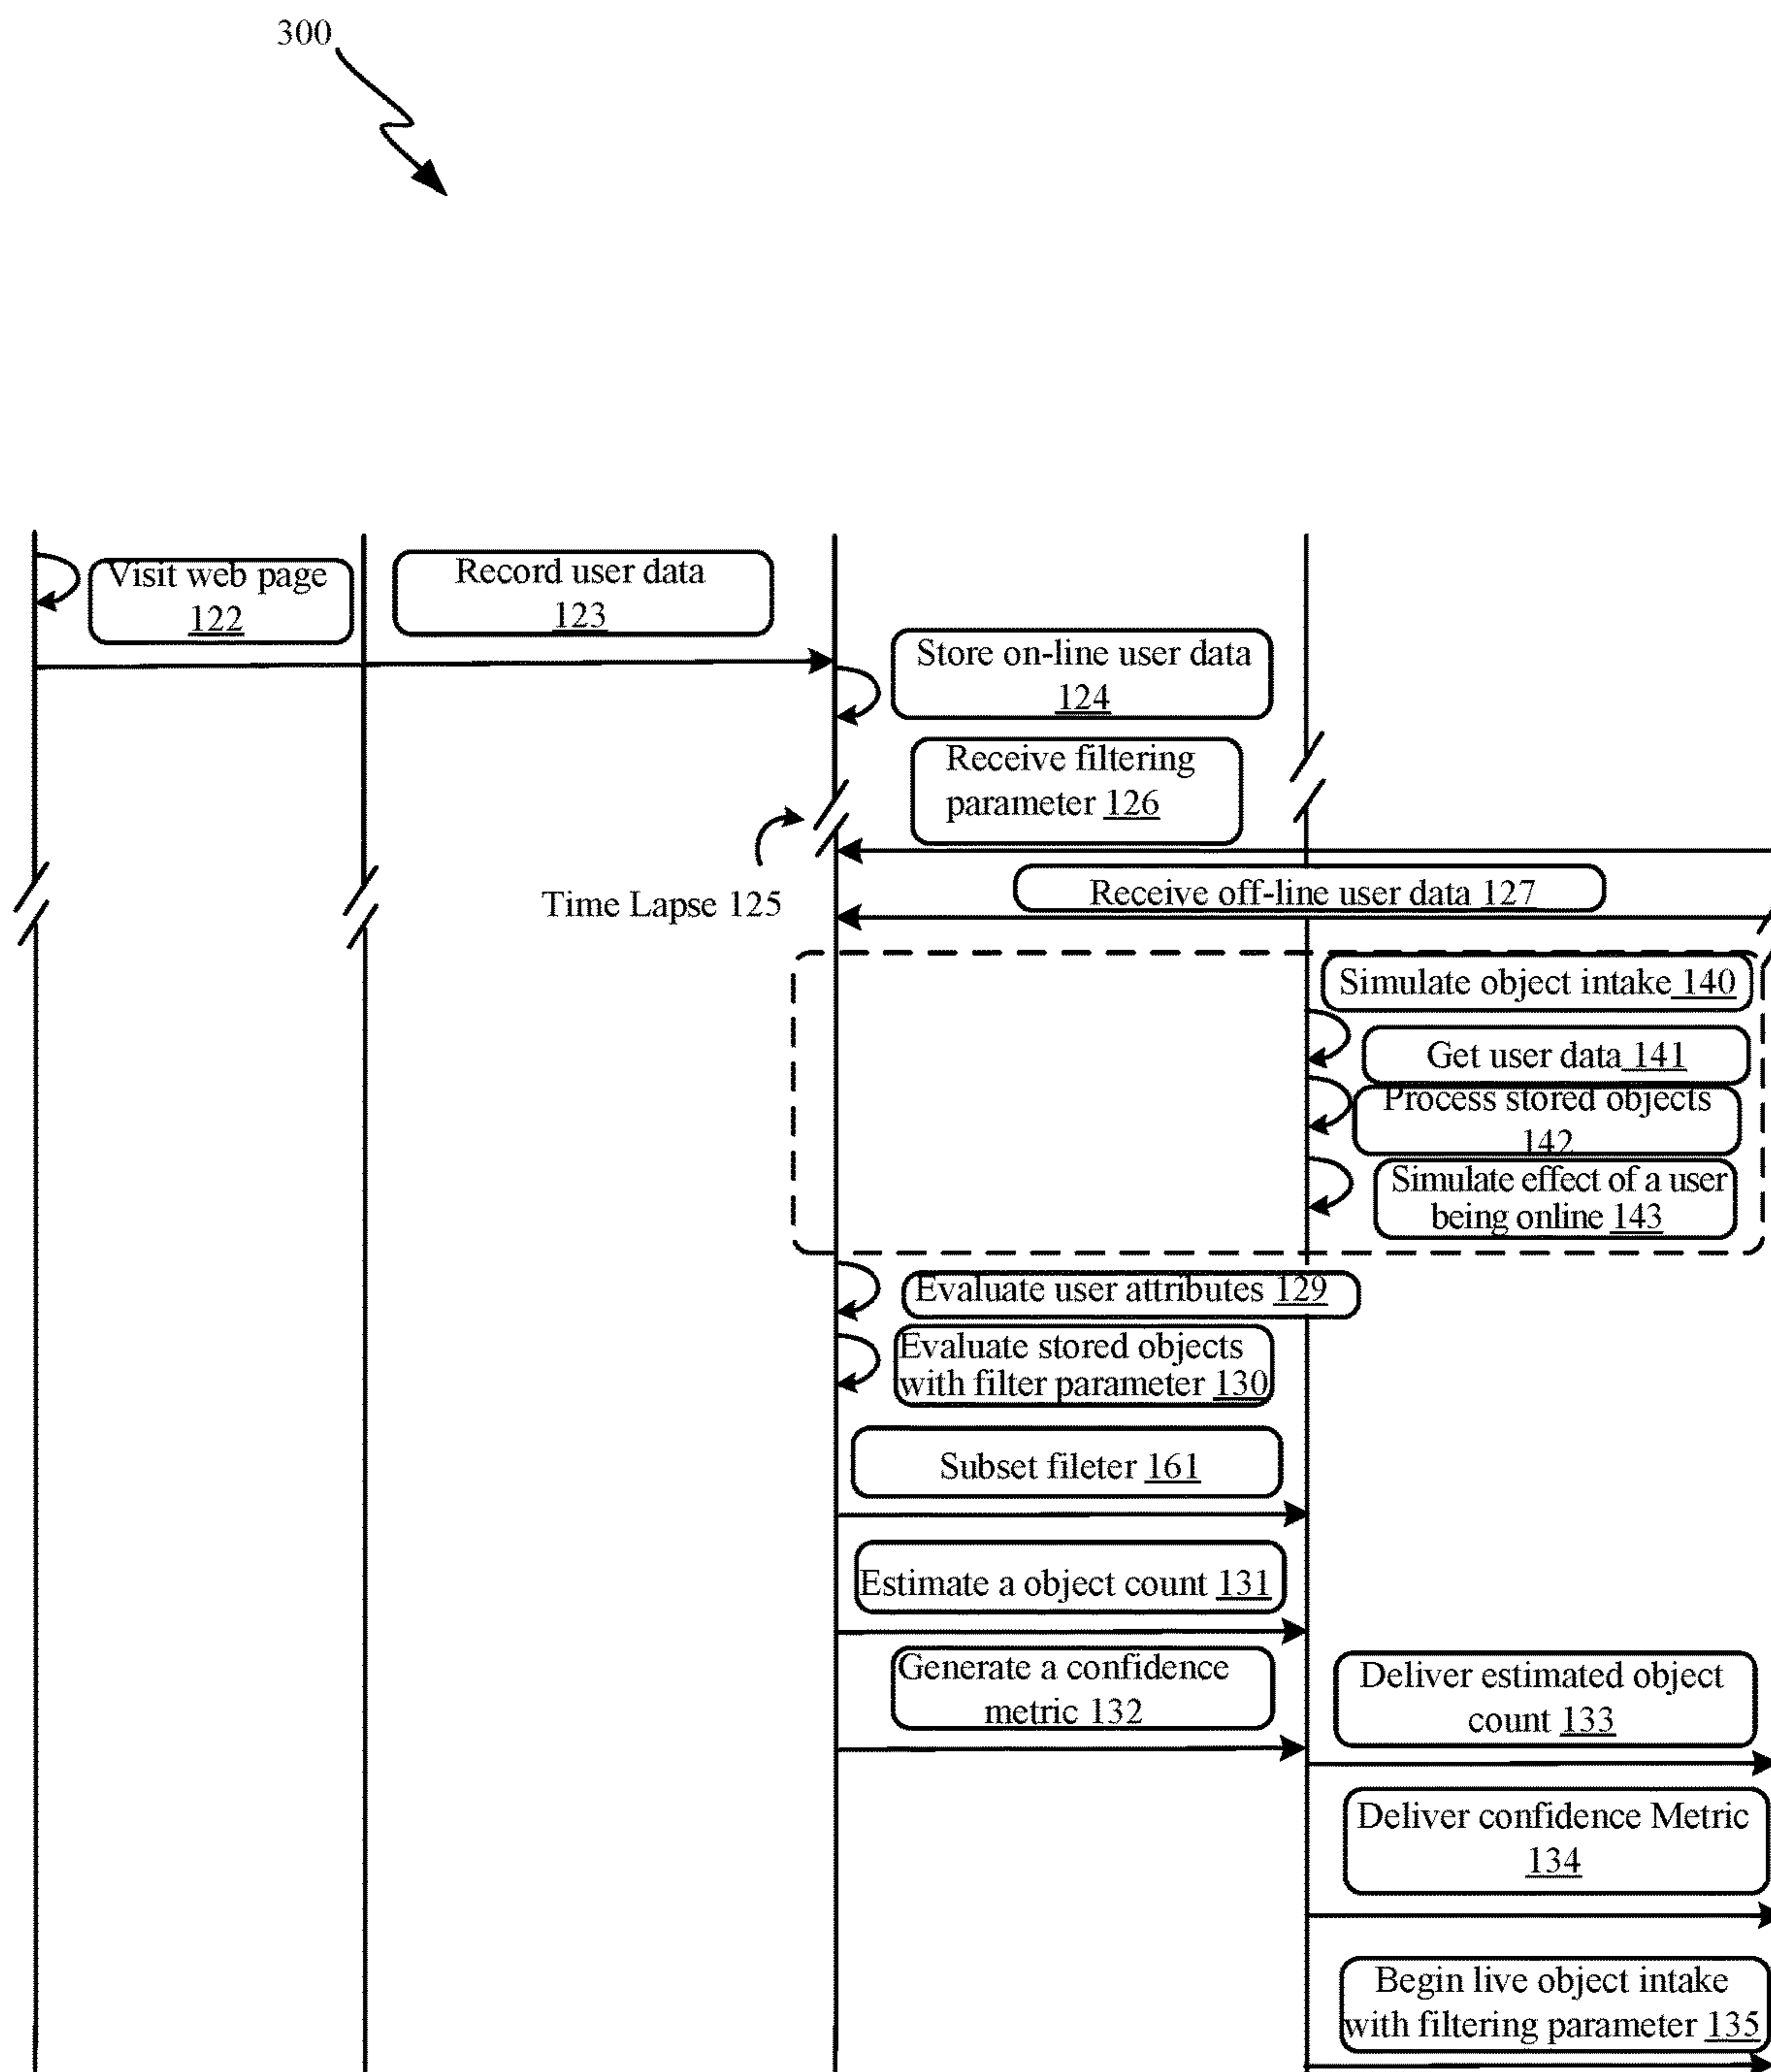 300
Visit web page
122
Record user data
123
Store on-line user data
124
Receive filtering
parameter 126
Time Lapse 125
Receive off-line user data 127
Simulate object intake 140
Get user data 141
Process stored objects
142
Simulate effect of a user
being online 143
Evaluate user attributes 129
Evaluate stored objects
with filter parameter 130
Subset fileter 161
Estimate a object count 131
Generate a confidence
metric 132
Deliver estimated object
count 133
Deliver confidence Metric
134
Begin live object intake
with filtering parameter 135